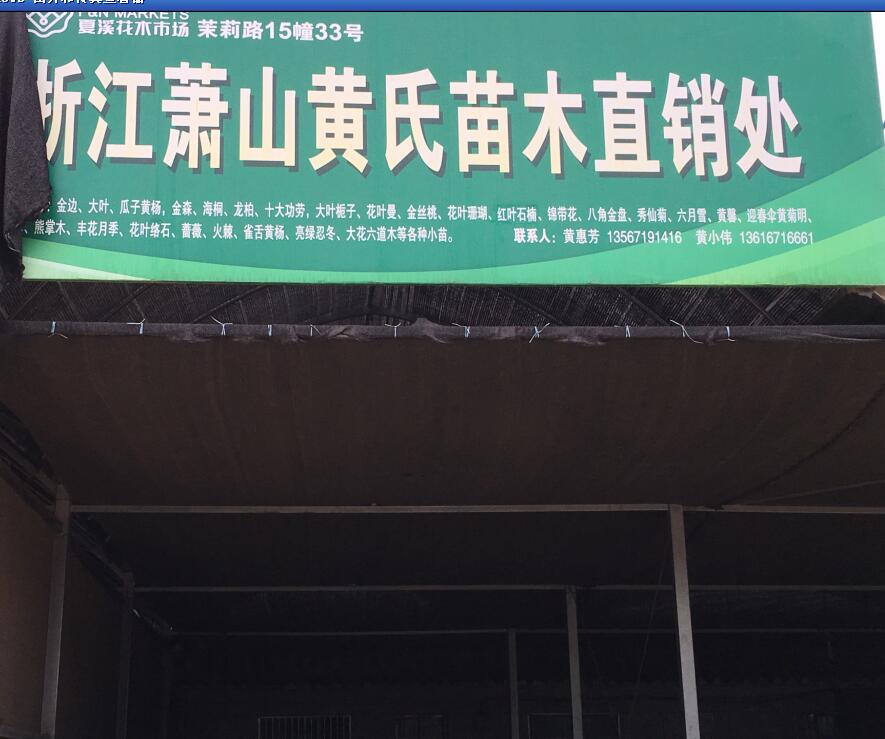 F&N MARKETS
夏溪花木市场 茉莉路15幢33号
浙江萧山黄氏苗木直销处
金边、大叶、瓜子黄杨，金森、海桐、龙柏、十大功劳，大叶栀子、花叶曼、金丝桃、花叶珊瑚、红叶石楠、锦带花、八角金盘、秀仙菊、六月雪、黄馨、迎春伞黄菊明、
熊掌木、丰花月季、花叶络石、蔷薇、火棘、雀舌黄杨、亮绿忍冬、大花六道木等各种小苗。 联系人：黄惠芳 13567191416 黄小伟 13616716661